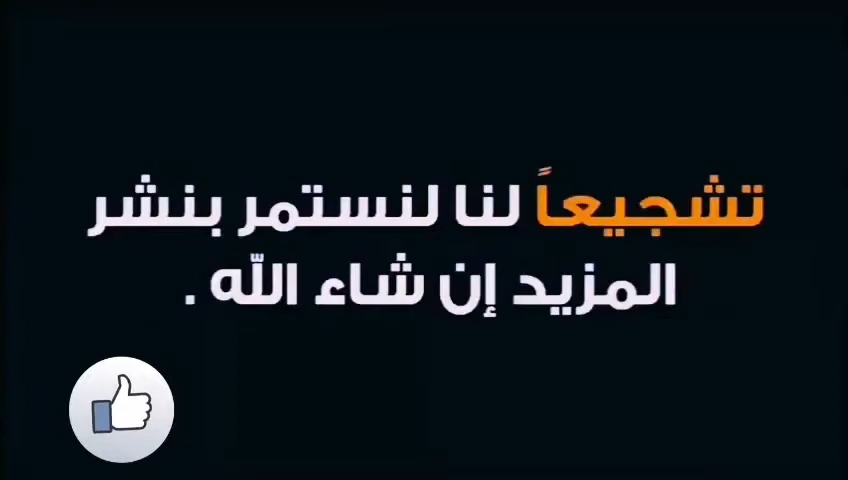 تشجيعاً لنا لنستمر بنشر
المزيد إن شاء الله .